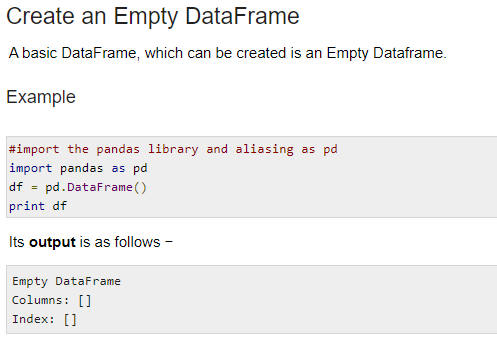 Create an Empty DataFrame
A basic DataFrame, which can be created is an Empty Dataframe.
Example
#import the pandas library and aliasing as pd
import pandas as pd
df = pd.DataFrame()
print df
Its output is as follows −
Empty DataFrame
Columns: []
Index: []